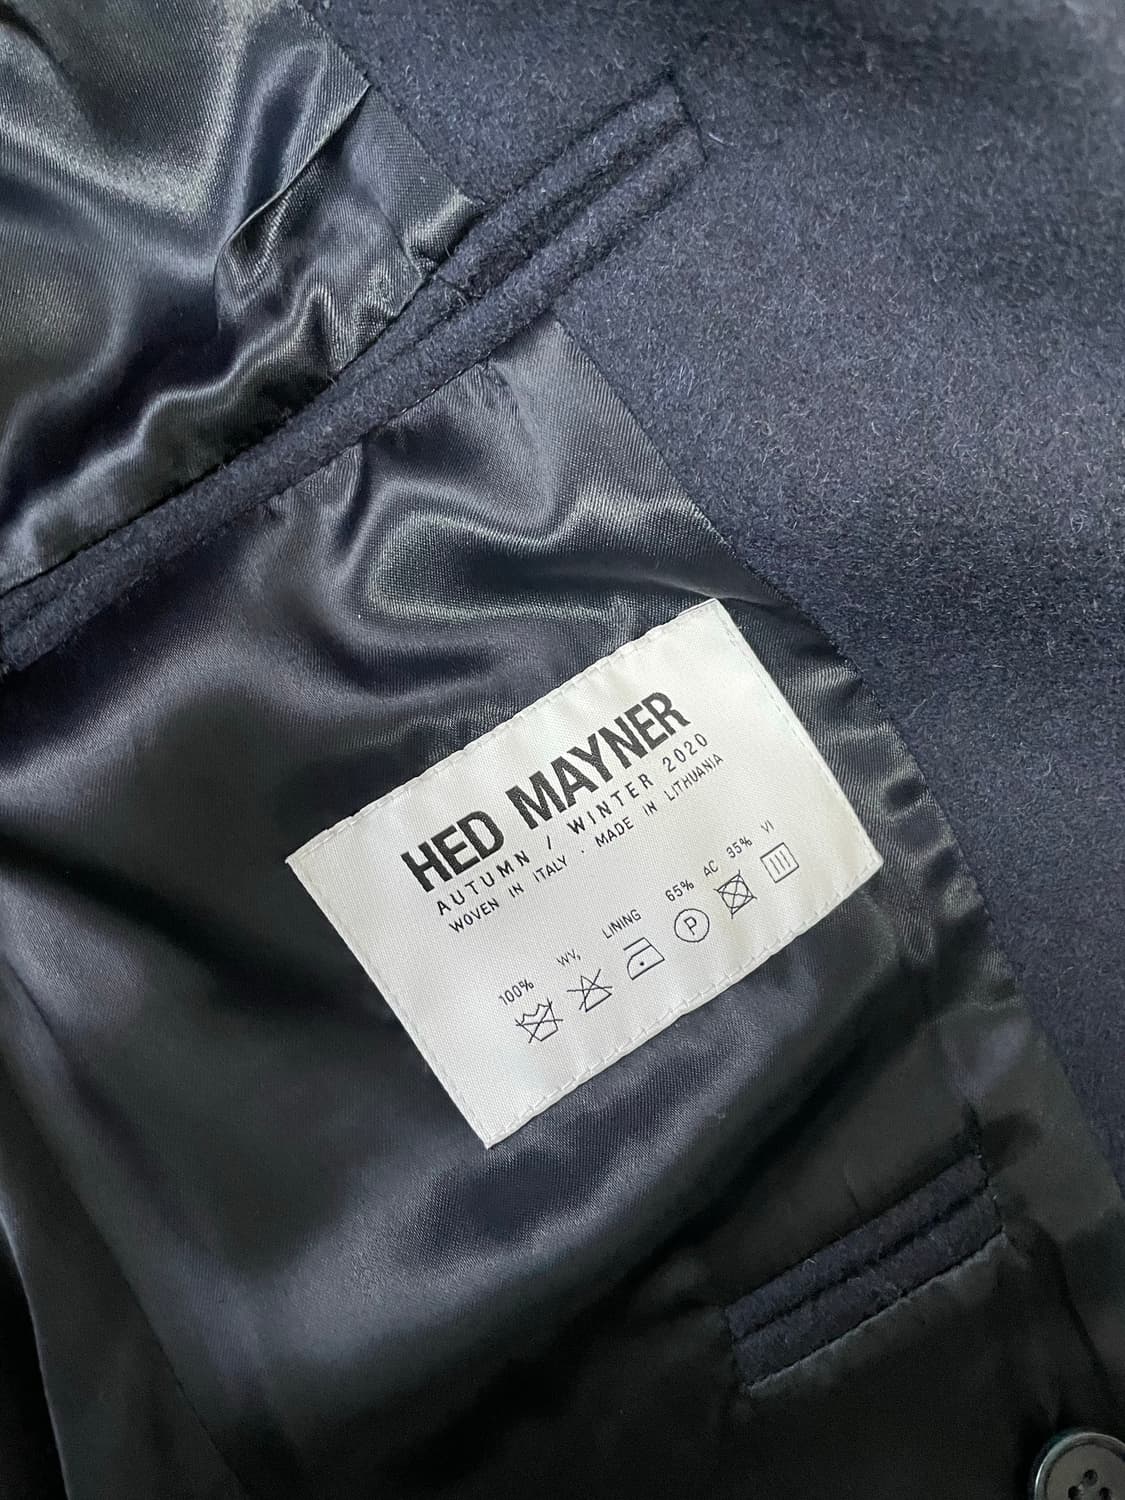 HED MAYNER
AUTUMN / WINTER 2020
WOVEN IN ITALY . MADE IN LITHUANIA
100% WV, LINING 65% AC 35% VI
P